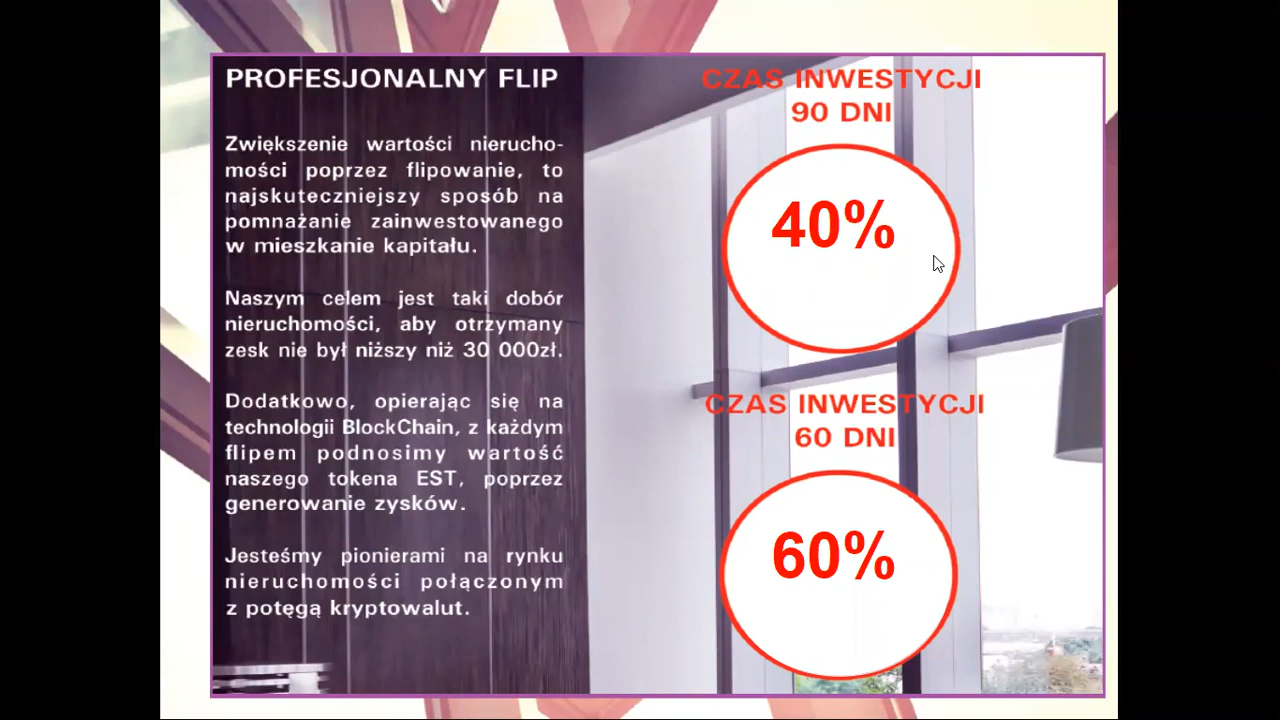 PROFESJONALNY FLIP
Zwiększenie wartości nierucho-
mości poprzez flipowanie, to
najskuteczniejszy sposób na
pomnażanie zainwestowanego
w mieszkanie kapitału.
Naszym celem jest taki dobór
nieruchomości, aby otrzymany
zesk nie był niższy niż 30 000zł.
Dodatkowo, opierając się na
technologii BlockChain, z każdym
flipem podnosimy wartość
naszego tokena EST, poprzez
generowanie zysków.
Jesteśmy pionierami na rynku
nieruchomości połączonym
z potęgą kryptowalut.
CZAS INWESTYCJI
90 DNI
40%
CZAS INWESTYCJI
60 DNI
60%